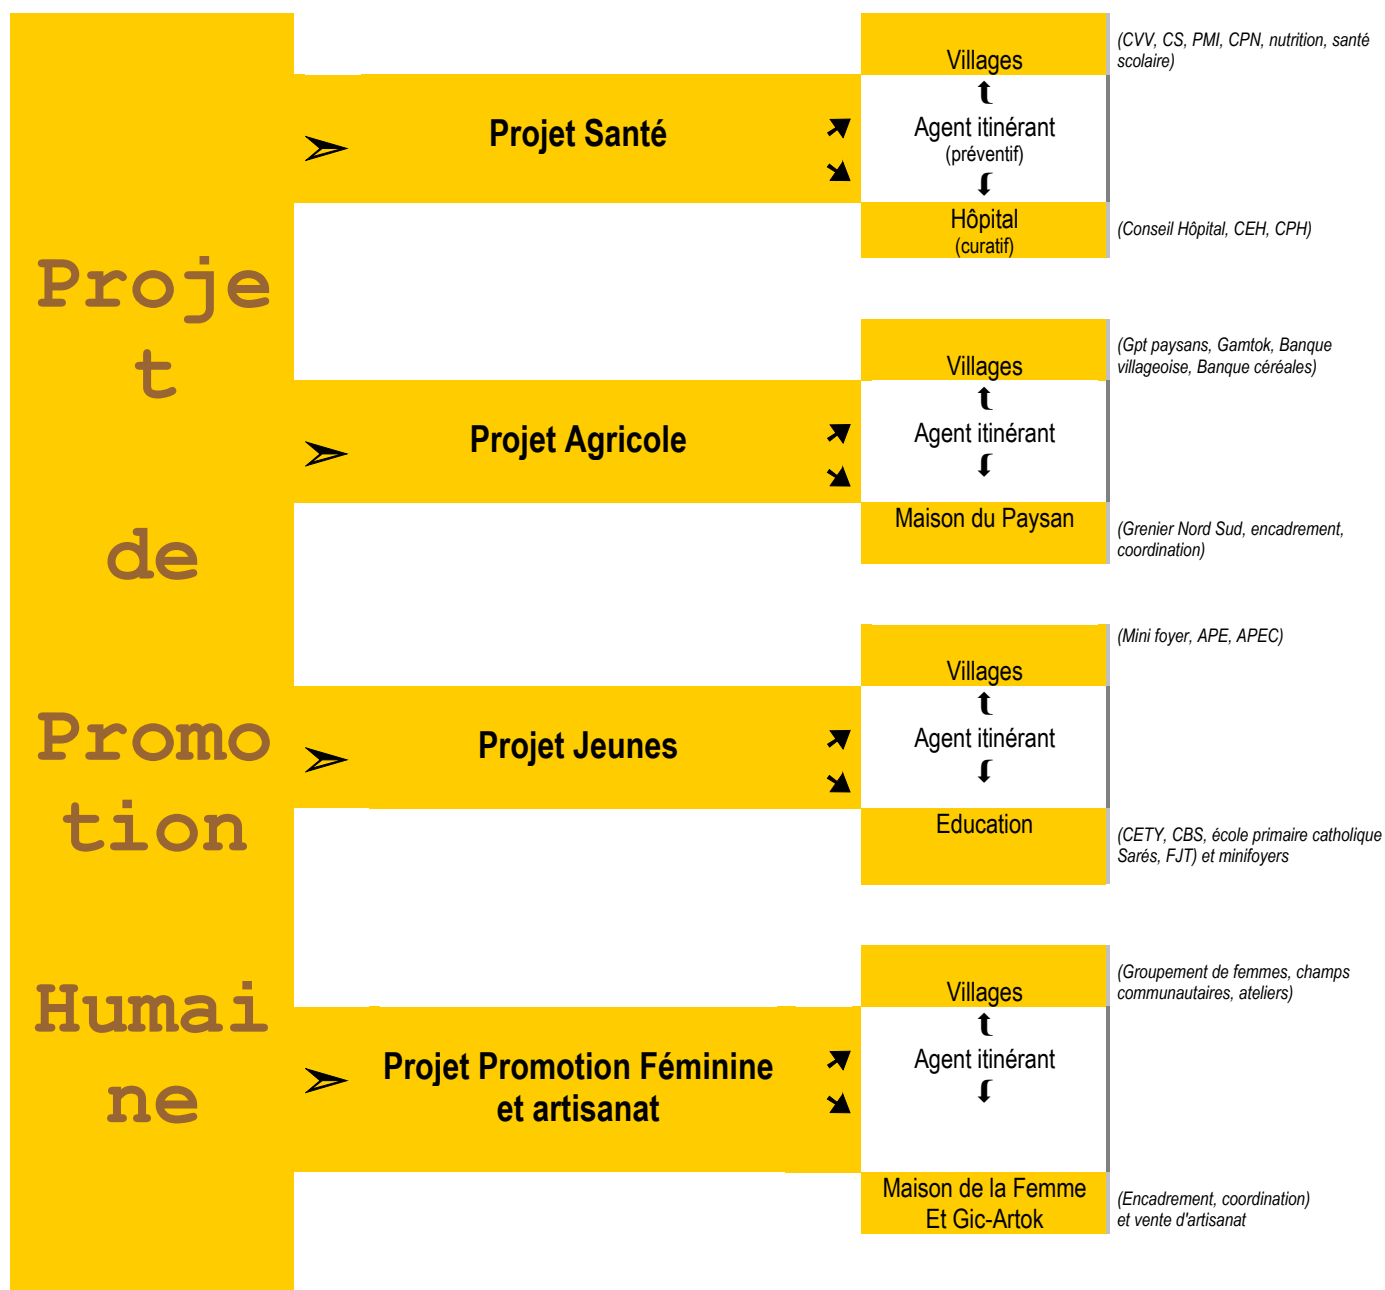 Proje
t
de
Promo
tion
Humai
ne
Projet Santé
Villages
Agent itinérant
(préventif)
Hôpital
(curatif)
(CVV, CS, PMI, CPN, nutrition, santé
scolaire)
(Conseil Hôpital, CEH, CPH)
Projet Agricole
Villages
Agent itinérant
Maison du Paysan
(Gpt paysans, Gamtok, Banque
villageoise, Banque céréales)
(Grenier Nord Sud, encadrement,
coordination)
Projet Jeunes
Villages
Agent itinérant
Education
(Mini foyer, APE, APEC)
(CETY, CBS, école primaire catholique
Sarés, FJT) et minifoyers
Projet Promotion Féminine
et artisanat
Villages
Agent itinérant
Maison de la Femme
Et Gic-Artok
(Groupement de femmes, champs
communautaires, ateliers)
(Encadrement, coordination)
et vente d'artisanat